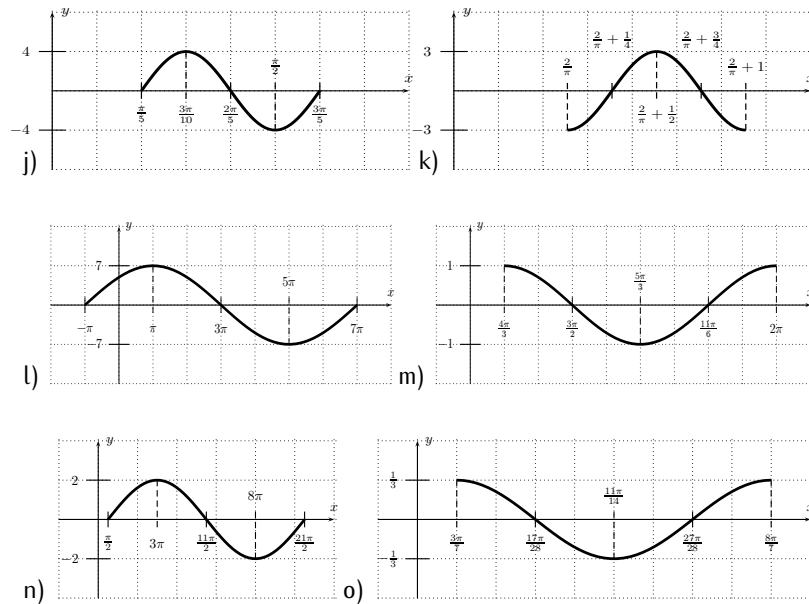 y
4
−4
π/5
3π/10
2π/5
π/2
3π/5
x
j)
y
3
−3
2/π
2/π + 1/4
2/π + 1/2
2/π + 3/4
2/π + 1
k)
y
7
−7
−π
π
3π
5π
7π
x
l)
y
1
−1
4π/3
3π/2
5π/3
11π/6
2π
m)
y
2
−2
π/2
3π
11π/2
8π
21π/2
x
n)
y
1/3
−1/3
3π/7
17π/28
11π/14
27π/28
8π/7
o)